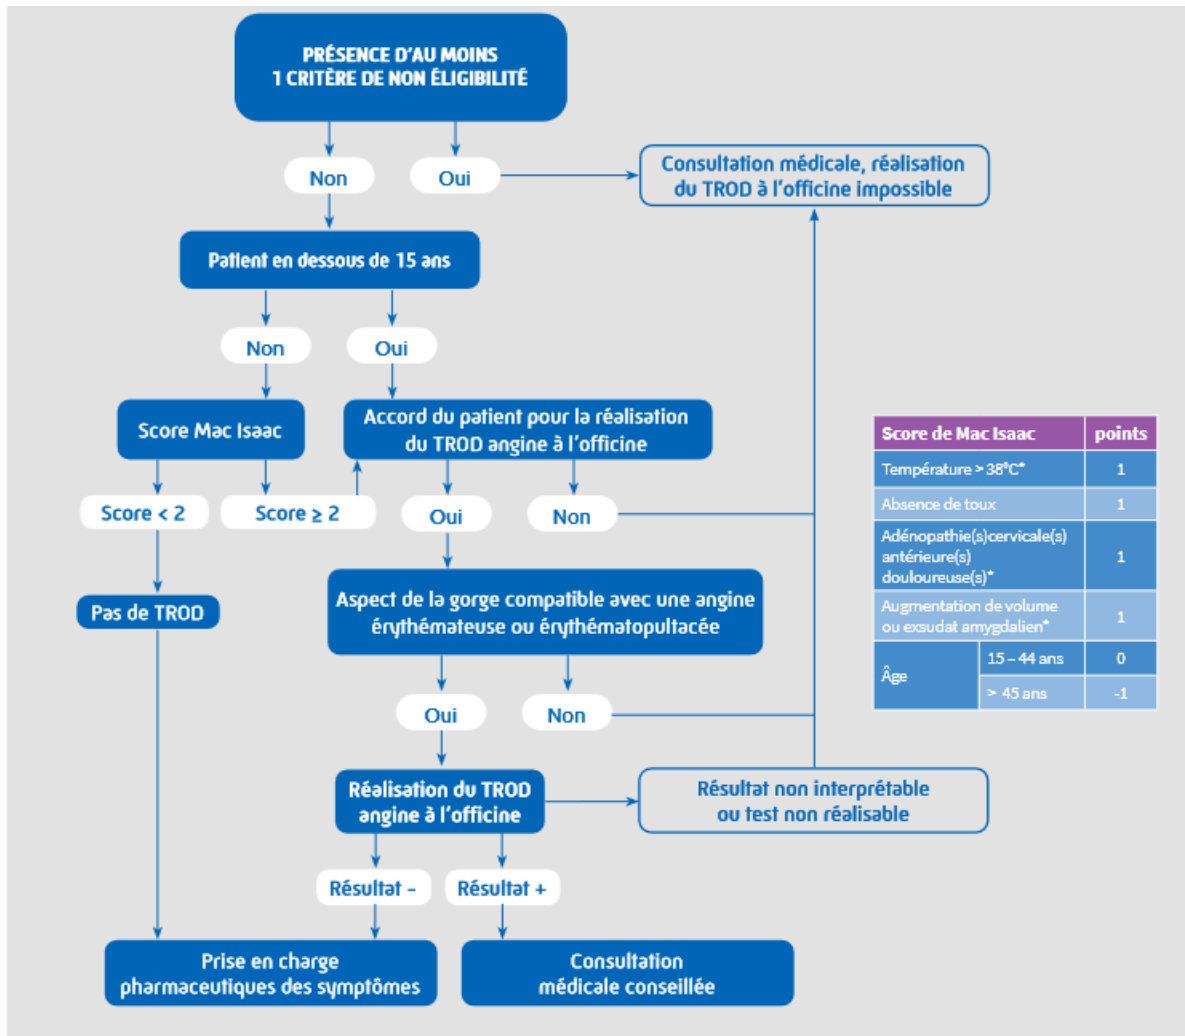 PRÉSENCE D'AU MOINS
1 CRITÈRE DE NON ÉLIGIBILITÉ
Non
Oui
Consultation médicale, réalisation
du TROD à l'officine impossible
Patient en dessous de 15 ans
Non
Oui
Score Mac Isaac
Accord du patient pour la réalisation
du TROD angine à l'officine
Score < 2
Score ≥ 2
Oui
Non
Pas de TROD
Aspect de la gorge compatible avec une angine
érythémateuse ou érythématopultacée
Oui
Non
Réalisation du TROD
angine à l'officine
Résultat non interprétable
ou test non réalisable
Résultat -
Résultat +
Prise en charge
pharmaceutiques des symptômes
Consultation
médicale conseillée
Score de Mac Isaac points
Température > 38°C* 1
Absence de toux 1
Adénopathie(s)cervicale(s)
antérieure(s)
douloureuse(s)* 1
Augmentation de volume
ou exsudat amygdalien* 1
Âge
15 – 44 ans 0
> 45 ans -1